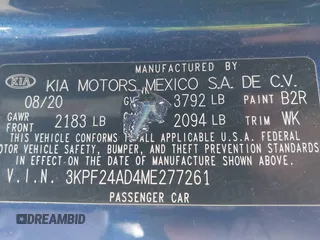 MANUFACTURED BY
KIA KIA MOTORS MEXICO S.A. DE C.V.
08/20 3792 LB PAINT B2R
GAWR FRONT 2183 LB 2094 LB TRIM WK
THIS VEHICLE CONFORMS TO ALL APPLICABLE U.S.A. FEDERAL
MOTOR VEHICLE SAFETY, BUMPER, AND THEFT PREVENTION STANDARDS
IN EFFECT ON THE DATE OF MANUFACTURE SHOWN ABOVE.
V.I.N. 3KPF24AD4ME277261
PASSENGER CAR
DREAMBID